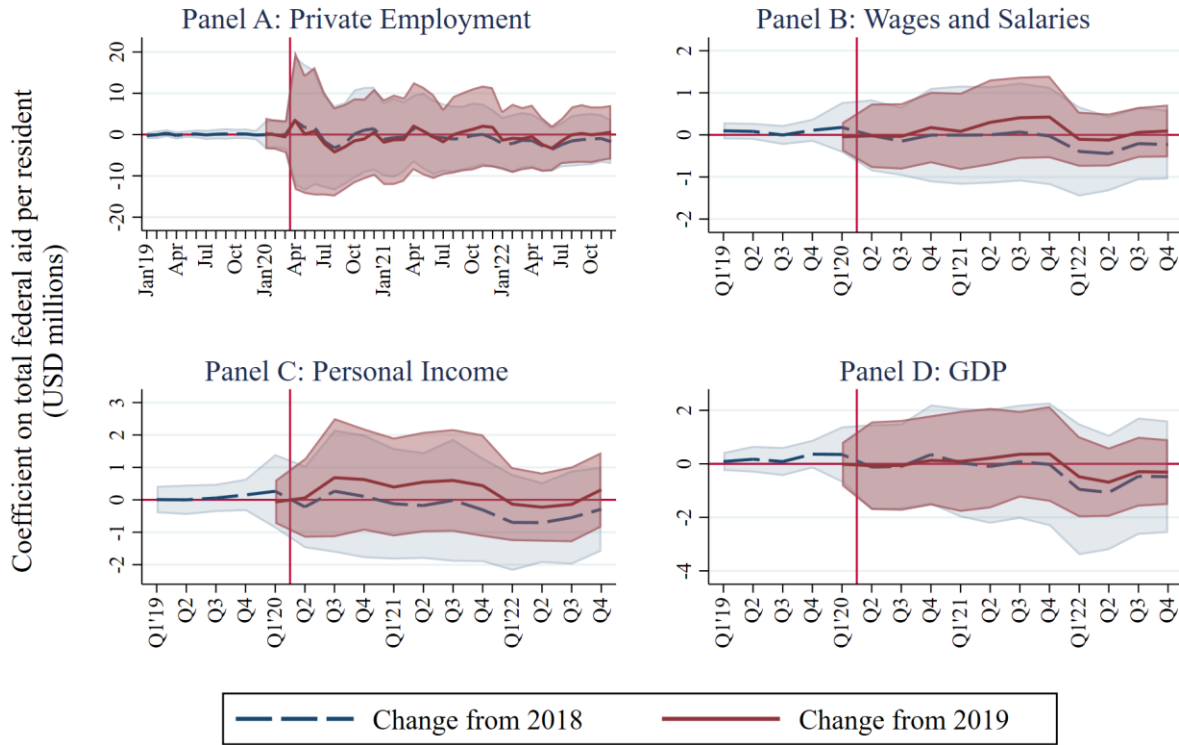 Coefficient on total federal aid per resident
(USD millions)
Panel A: Private Employment
20
10
0
-10
-20
Jan'19
Apr
Jul
Oct
Jan'20
Apr
Jul
Oct
Jan'21
Apr
Jul
Oct
Jan'22
Apr
Jul
Oct
Panel B: Wages and Salaries
2
1
0
-1
-2
Q1'19
Q2
Q3
Q4
Q1'20
Q2
Q3
Q4
Q1'21
Q2
Q3
Q4
Q1'22
Q2
Q3
Q4
Panel C: Personal Income
3
2
1
0
-1
-2
Q1'19
Q2
Q3
Q4
Q1'20
Q2
Q3
Q4
Q1'21
Q2
Q3
Q4
Q1'22
Q2
Q3
Q4
Panel D: GDP
2
0
-2
-4
Q1'19
Q2
Q3
Q4
Q1'20
Q2
Q3
Q4
Q1'21
Q2
Q3
Q4
Q1'22
Q2
Q3
Q4
Change from 2018
Change from 2019